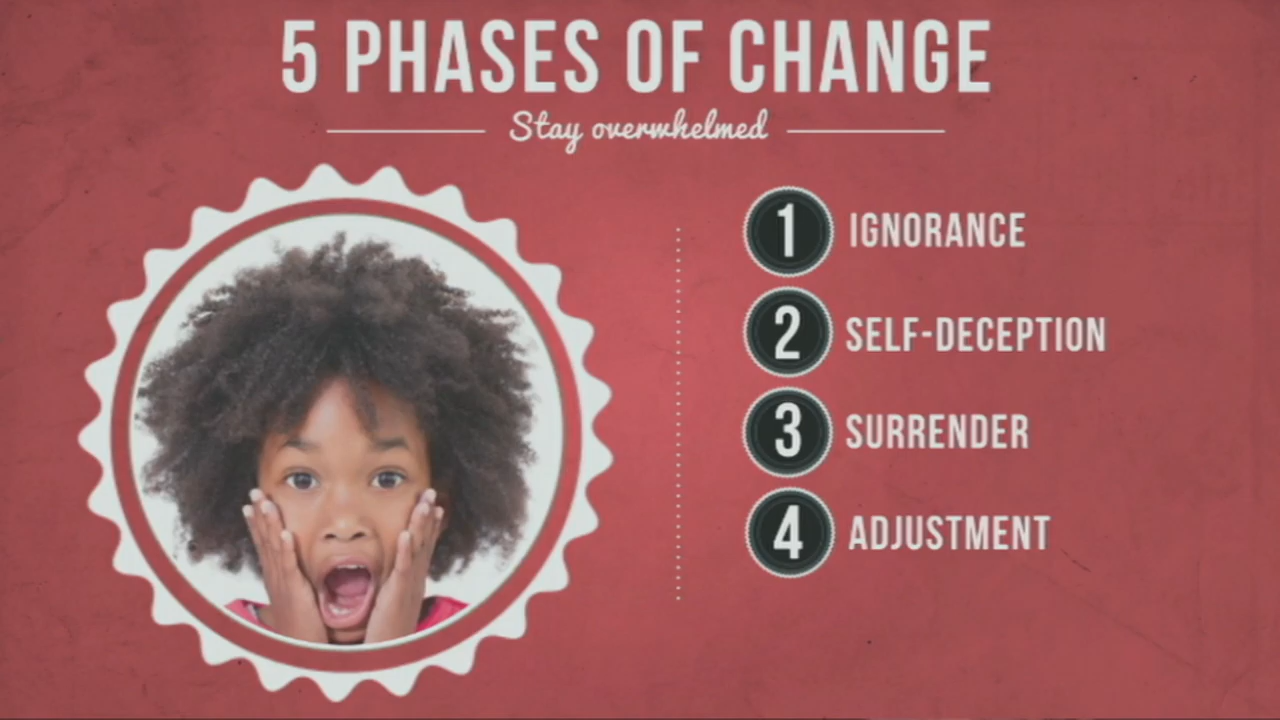 5 PHASES OF CHANGE
Stay overwhelmed
1 IGNORANCE
2 SELF-DECEPTION
3 SURRENDER
4 ADJUSTMENT